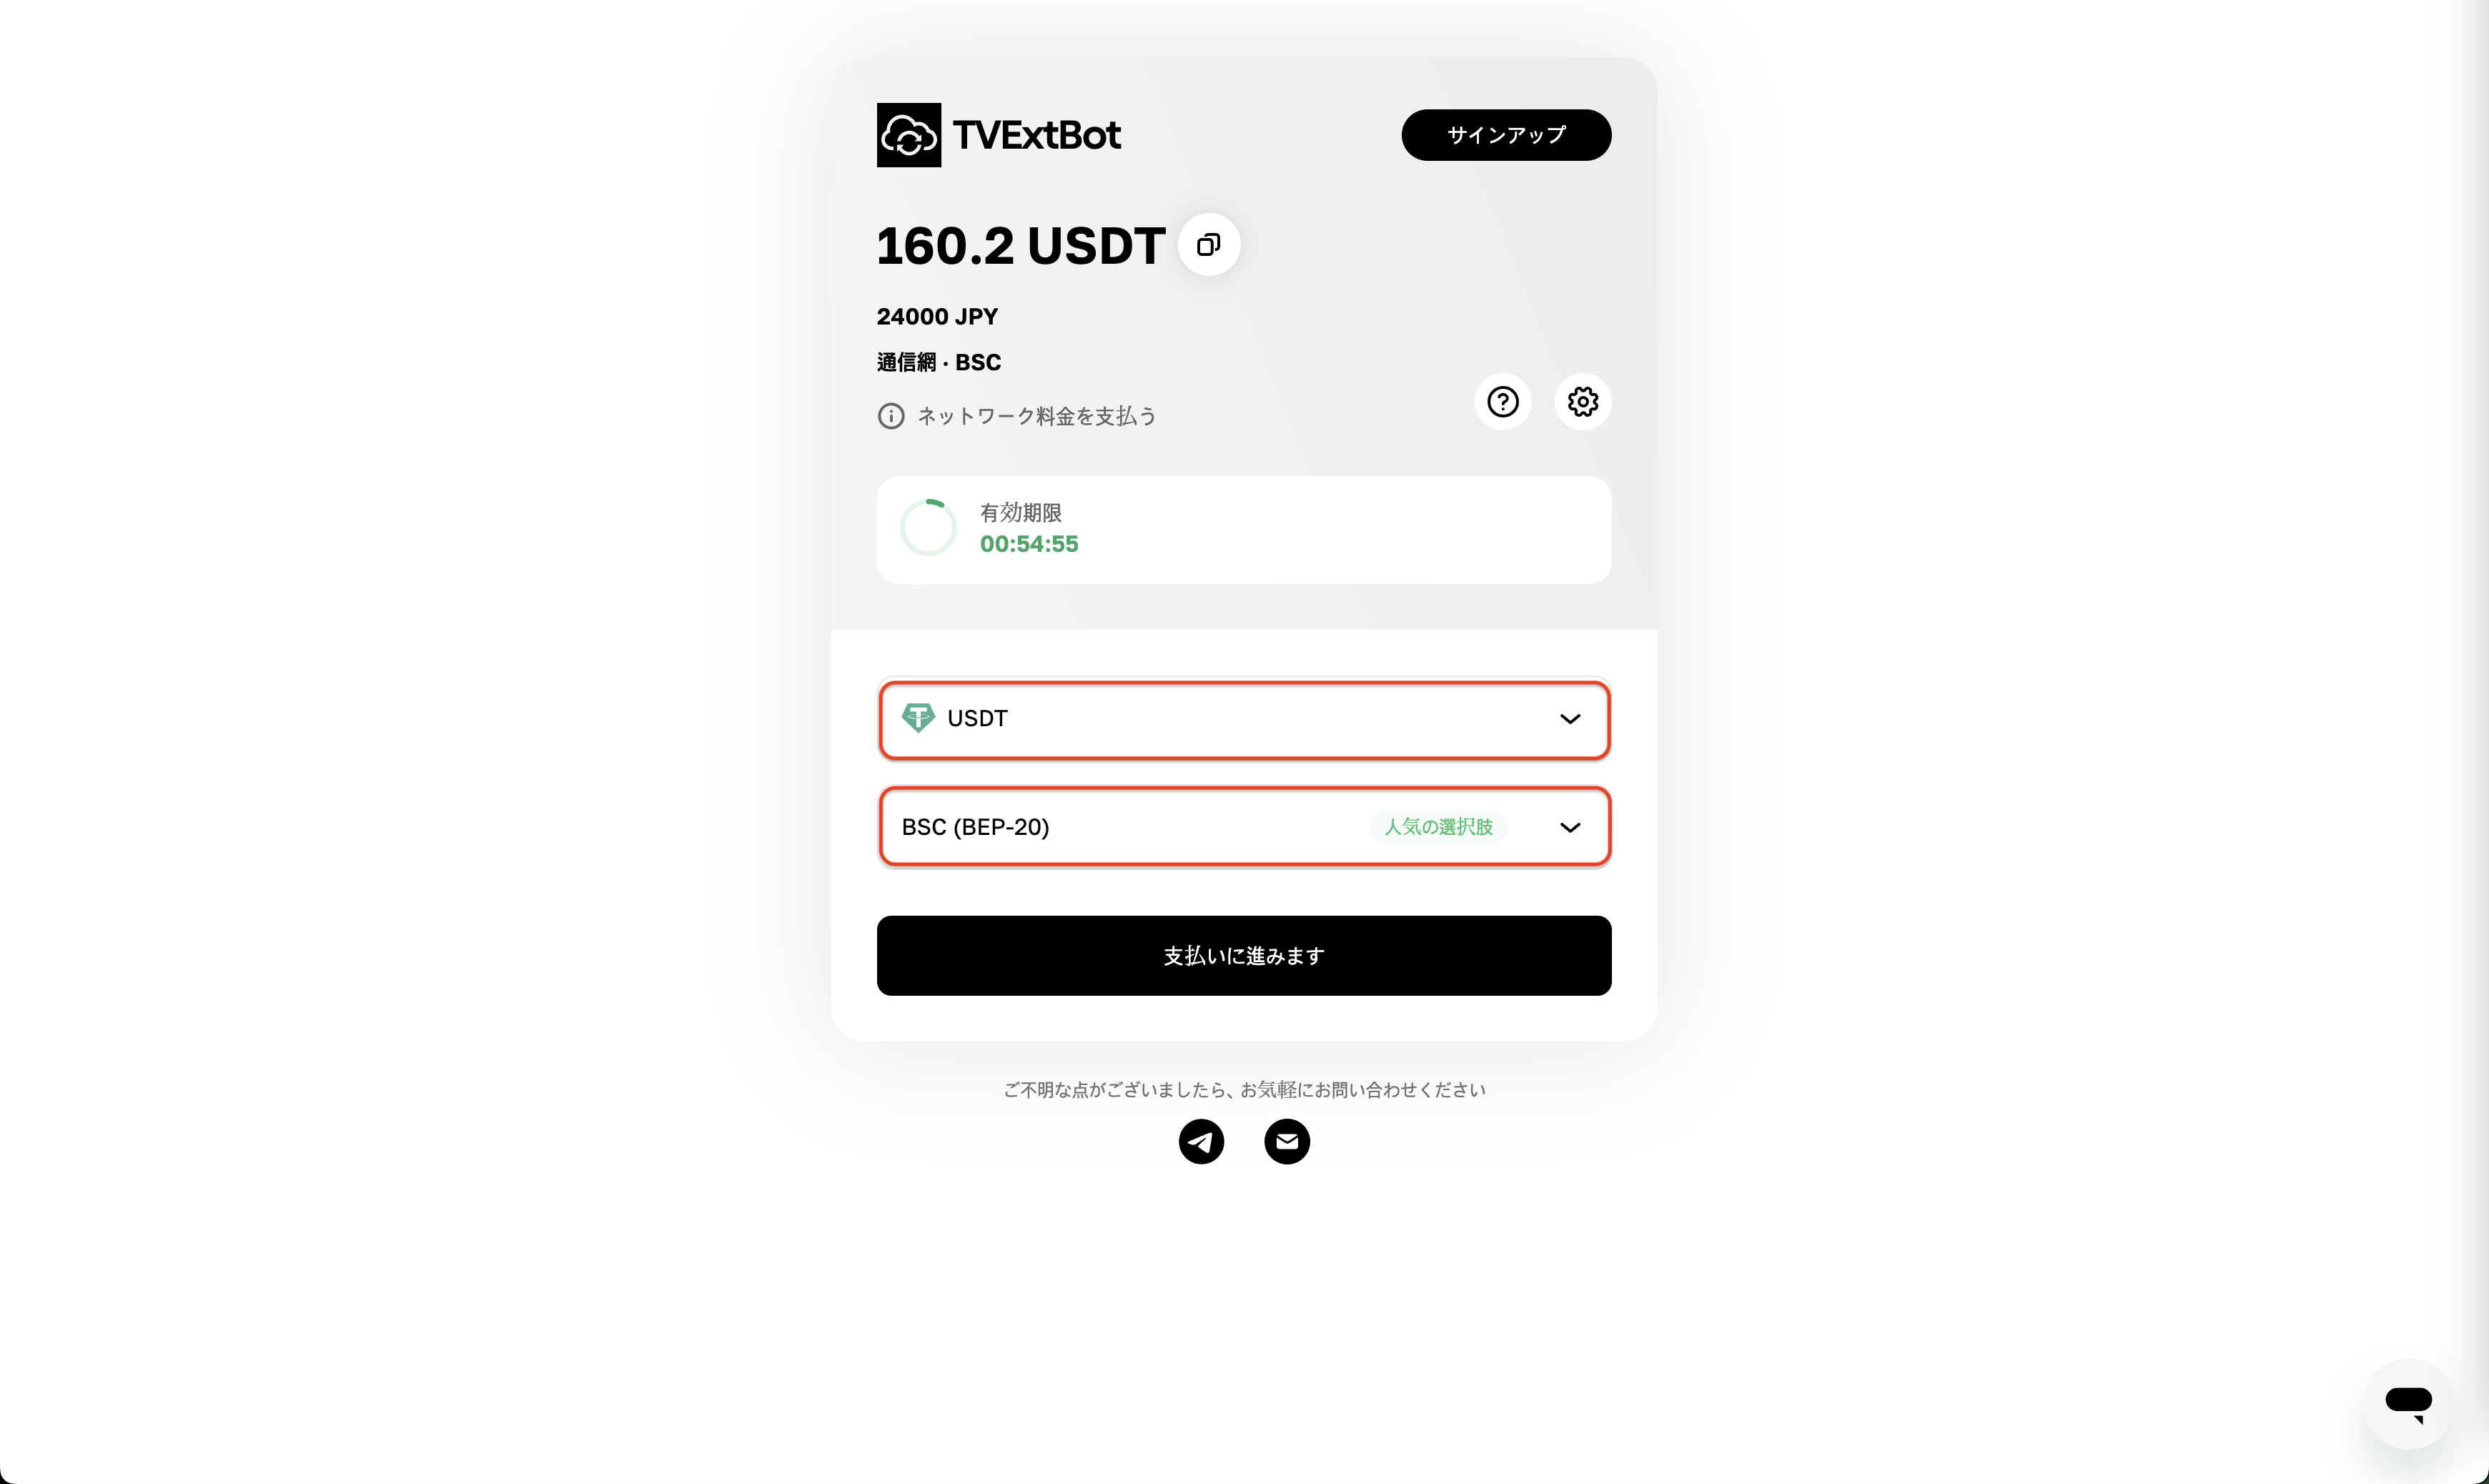 TVExtBot
サインアップ
160.2 USDT
24000 JPY
通信網 · BSC
ネットワーク料金を支払う
有効期限
00:54:55
USDT
BSC (BEP-20)
人気の選択肢
支払いに進みます
ご不明な点がございましたら、お気軽にお問い合わせください